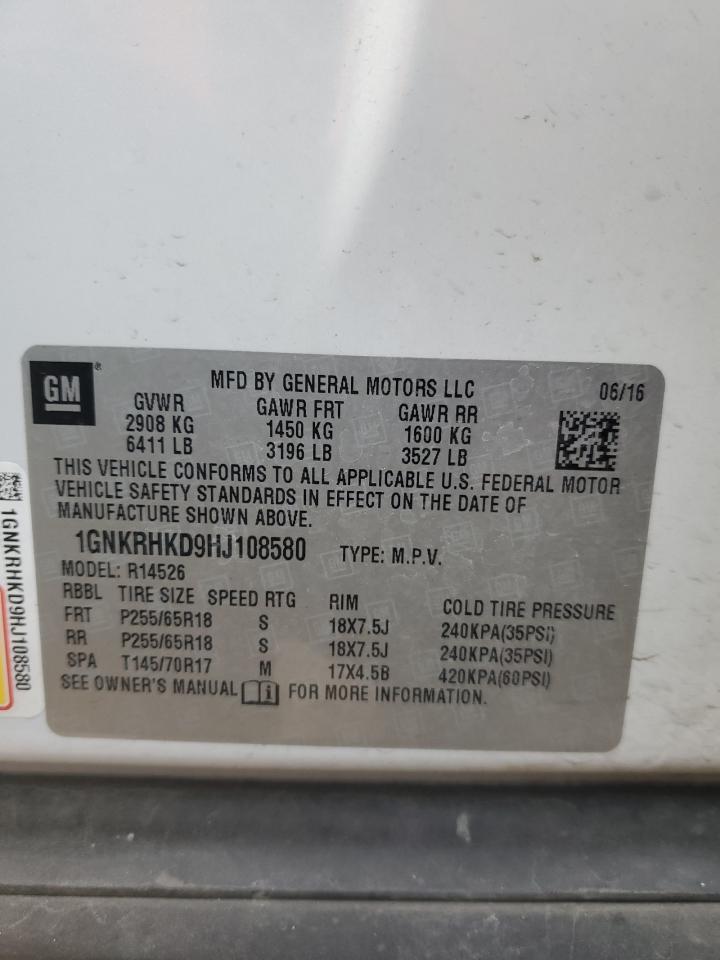 GM®
MFD BY GENERAL MOTORS LLC 06/16
GVWR GAWR FRT GAWR RR
2908 KG 1450 KG 1600 KG
6411 LB 3196 LB 3527 LB
THIS VEHICLE CONFORMS TO ALL APPLICABLE U.S. FEDERAL MOTOR
VEHICLE SAFETY STANDARDS IN EFFECT ON THE DATE OF
MANUFACTURE SHOWN ABOVE.
1GNKRHKD9HJ108580 TYPE: M.P.V.
MODEL: R14526
RBBL TIRE SIZE SPEED RTG RIM COLD TIRE PRESSURE
FRT P255/65R18 S 18X7.5J 240KPA(35PSI)
RR P255/65R18 S 18X7.5J 240KPA(35PSI)
SPA T145/70R17 M 17X4.5B 420KPA(60PSI)
SEE OWNER'S MANUAL FOR MORE INFORMATION.
1GNKRHKD9HJ108580